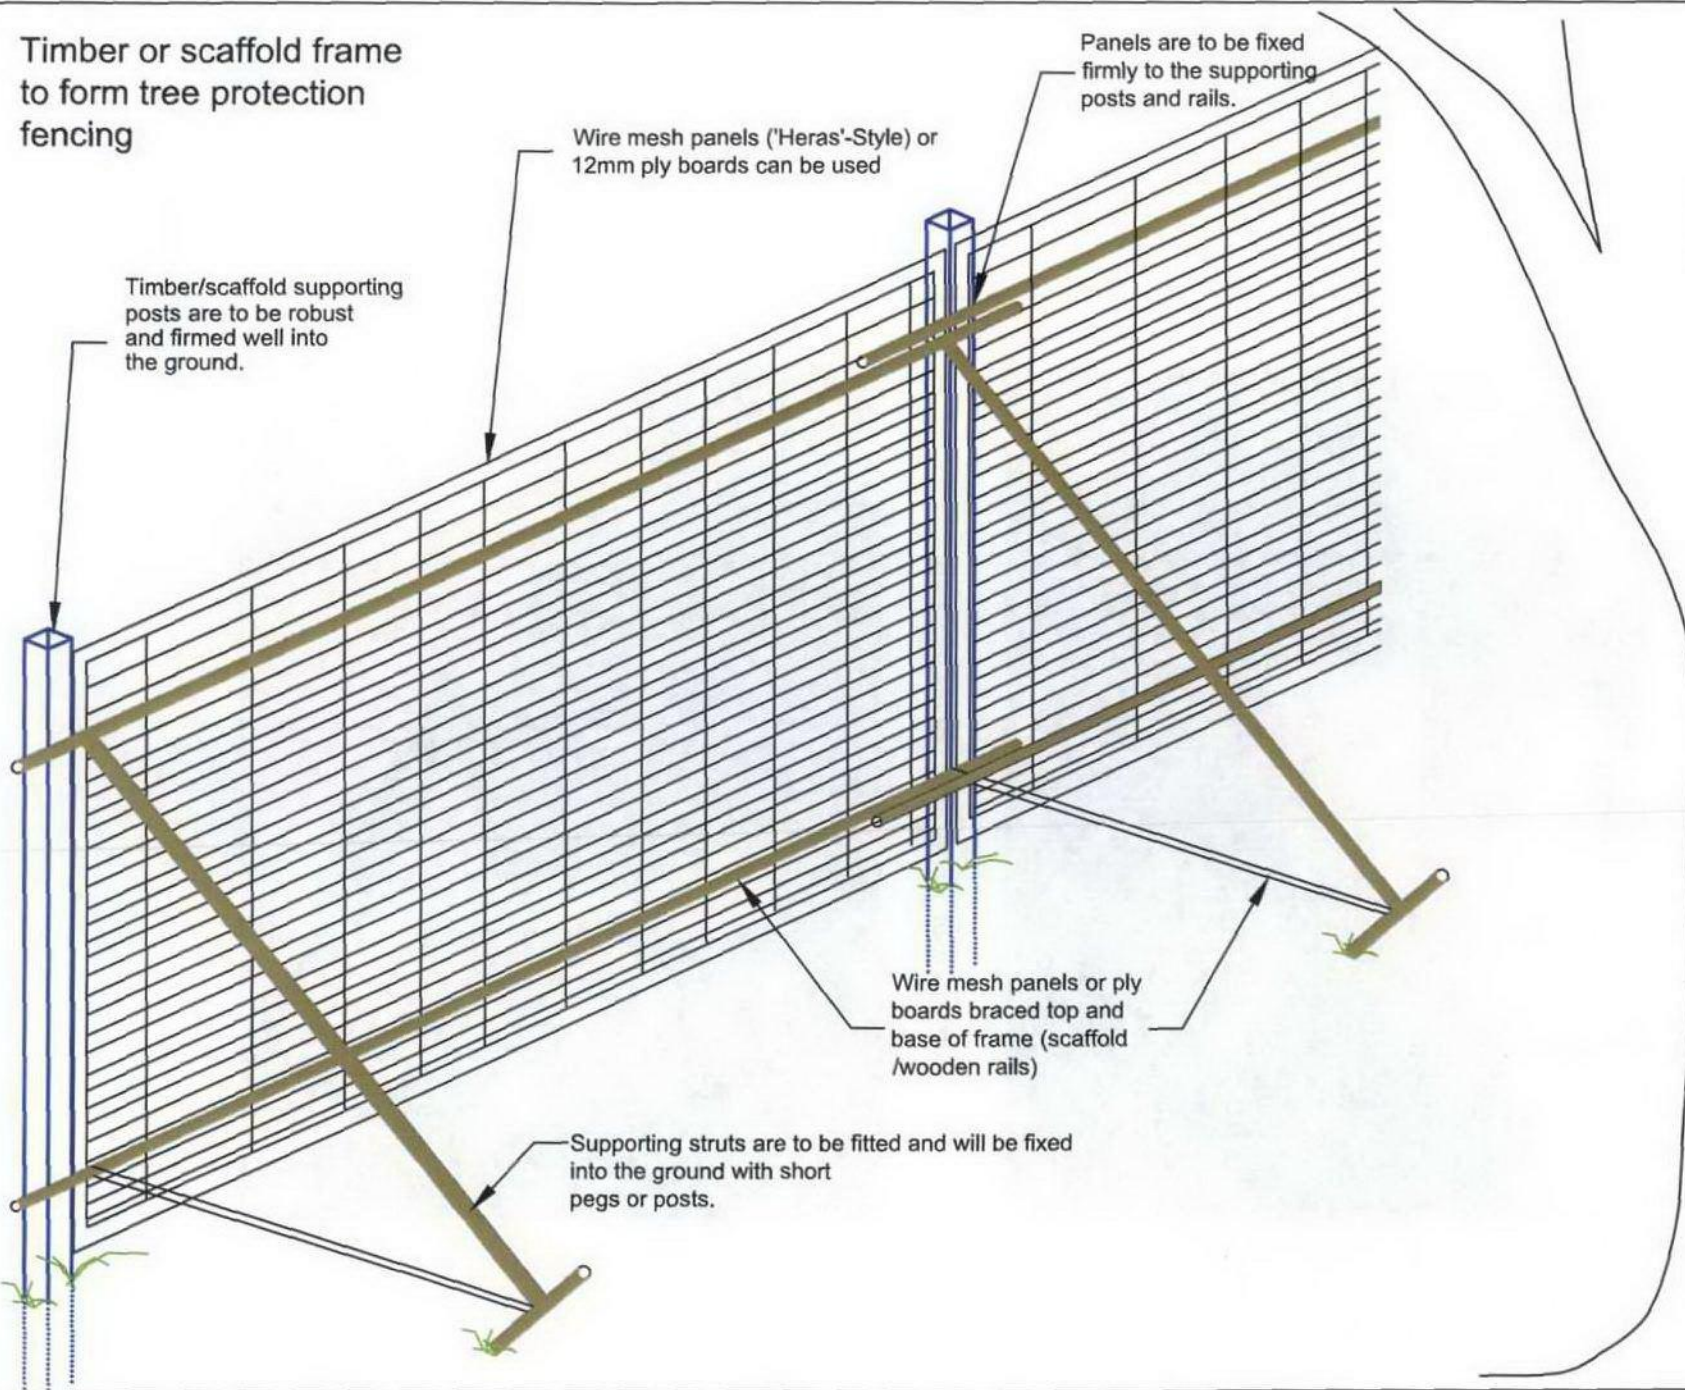 Timber or scaffold frame
to form tree protection
fencing
Panels are to be fixed
firmly to the supporting
posts and rails.
Wire mesh panels ('Heras'-Style) or
12mm ply boards can be used
Timber/scaffold supporting
posts are to be robust
and firmed well into
the ground.
Wire mesh panels or ply
boards braced top and
base of frame (scaffold
/wooden rails)
Supporting struts are to be fitted and will be fixed
into the ground with short
pegs or posts.